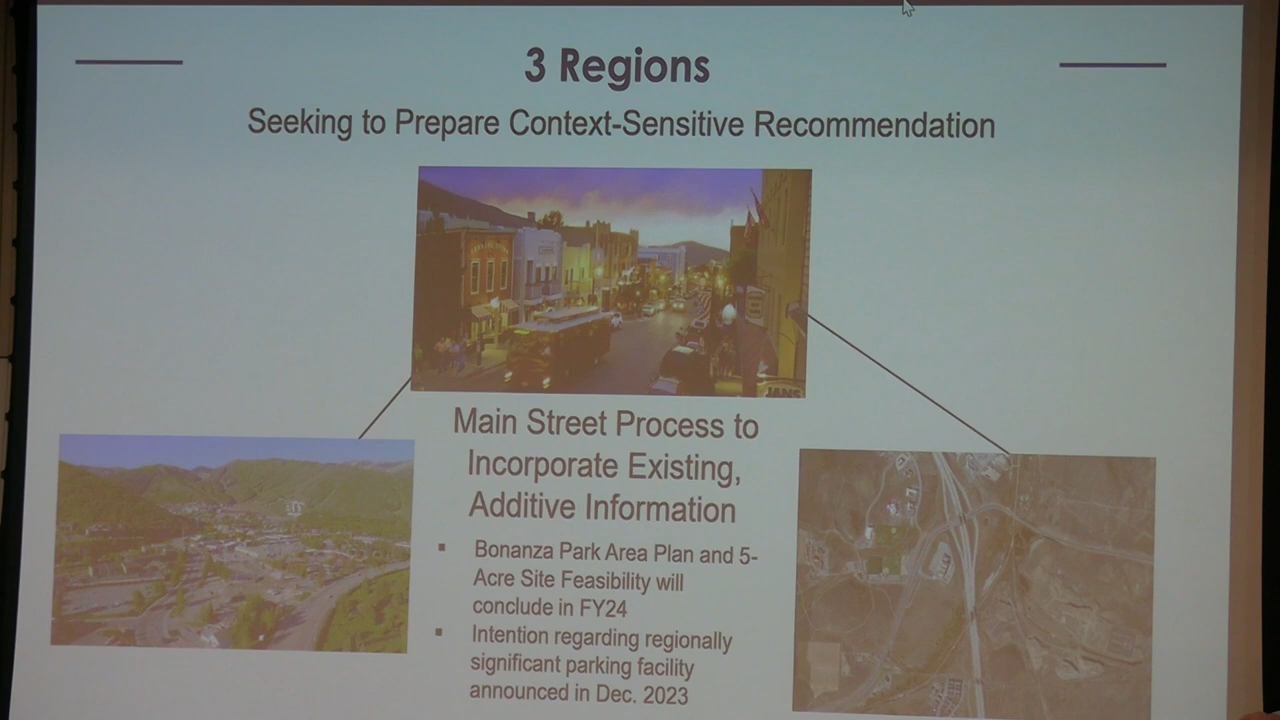 3 Regions
Seeking to Prepare Context-Sensitive Recommendation
JANS
Main Street Process to
Incorporate Existing,
Additive Information
▪ Bonanza Park Area Plan and 5-
Acre Site Feasibility will
conclude in FY24
▪ Intention regarding regionally
significant parking facility
announced in Dec. 2023